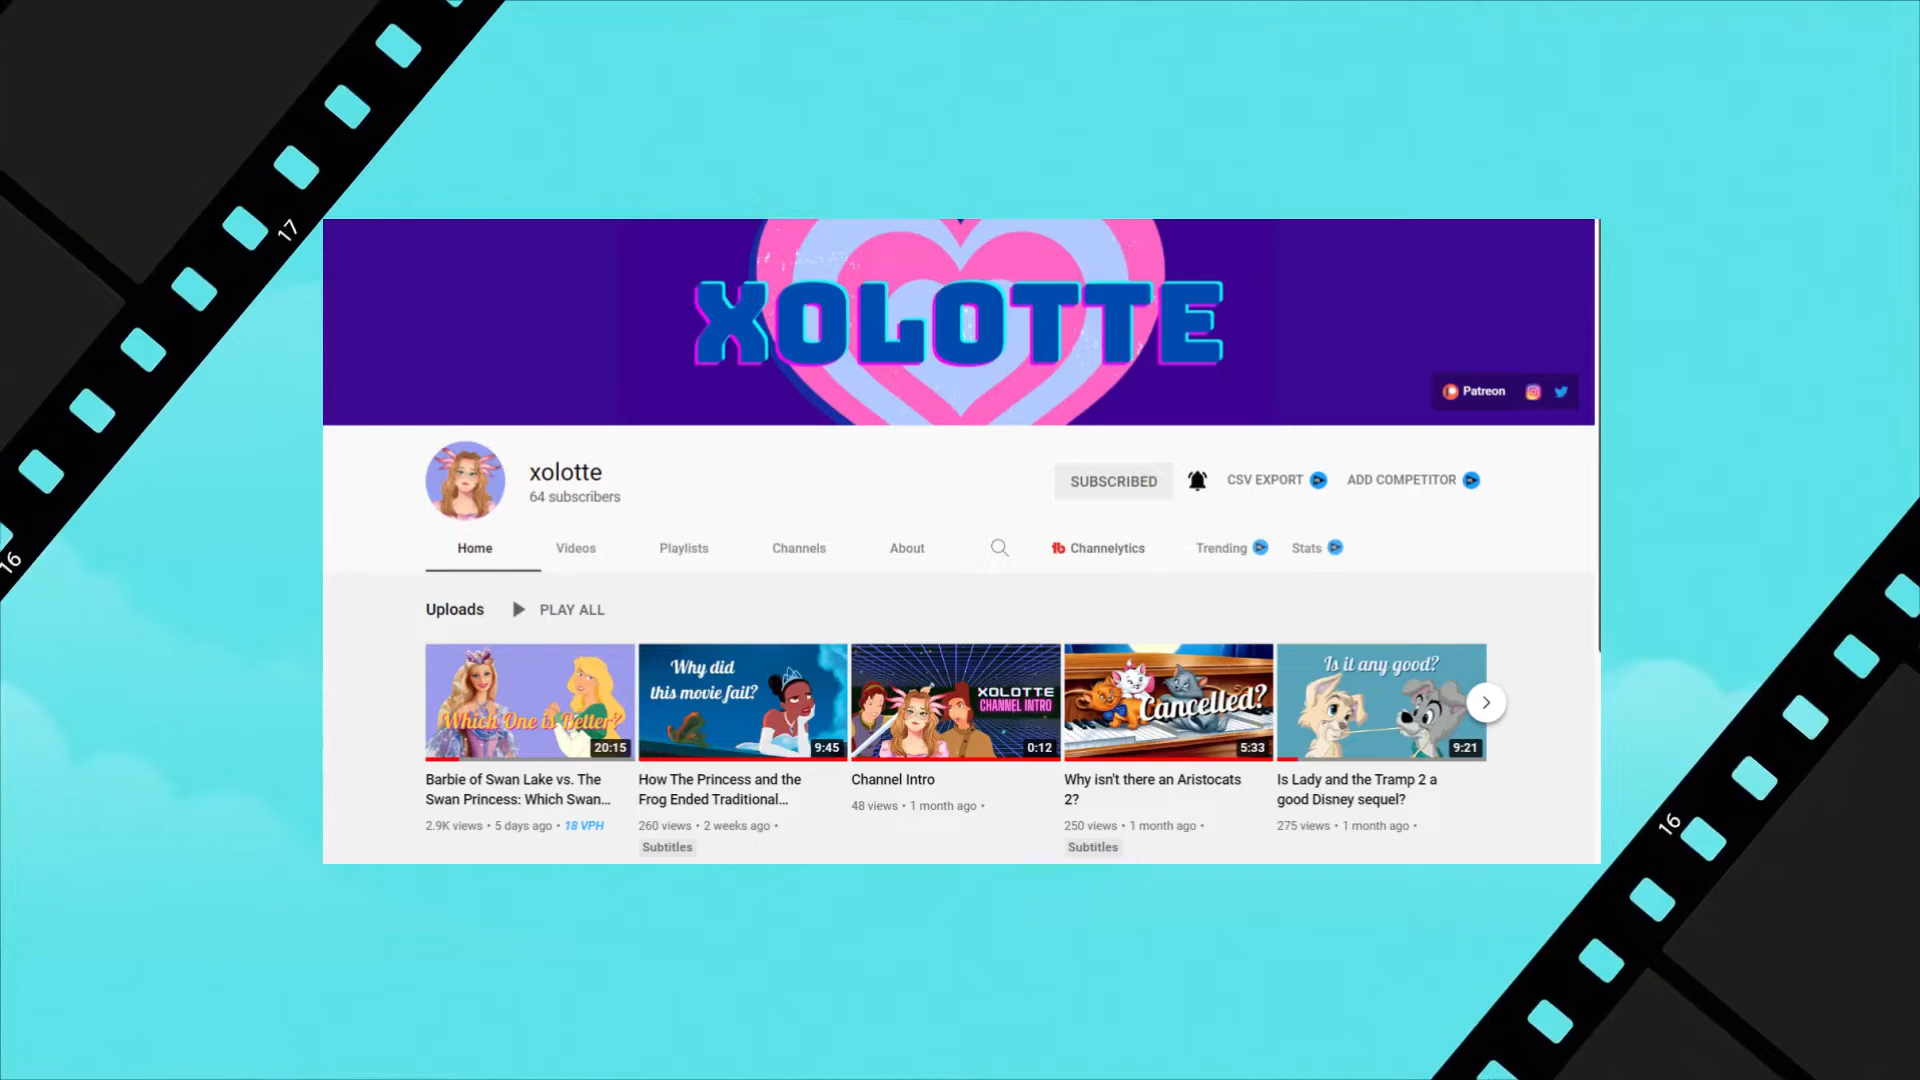 17
16
XOLOTTE
Patreon
xolotte
64 subscribers
SUBSCRIBED
CSV EXPORT
ADD COMPETITOR
Home
Videos
Playlists
Channels
About
tb Channelytics
Trending
Stats
Uploads
PLAY ALL
Which One is Better?
20:15
Why did
this movie fail?
9:45
XOLOTTE
CHANNEL INTRO
0:12
Cancelled?
5:33
Is it any good?
9:21
Barbie of Swan Lake vs. The
Swan Princess: Which Swan...
2.9K views • 5 days ago • 18 VPH
How The Princess and the
Frog Ended Traditional...
260 views • 2 weeks ago •
Subtitles
Channel Intro
48 views • 1 month ago •
Why isn't there an Aristocats
2?
250 views • 1 month ago •
Subtitles
Is Lady and the Tramp 2 a
good Disney sequel?
275 views • 1 month ago •
16